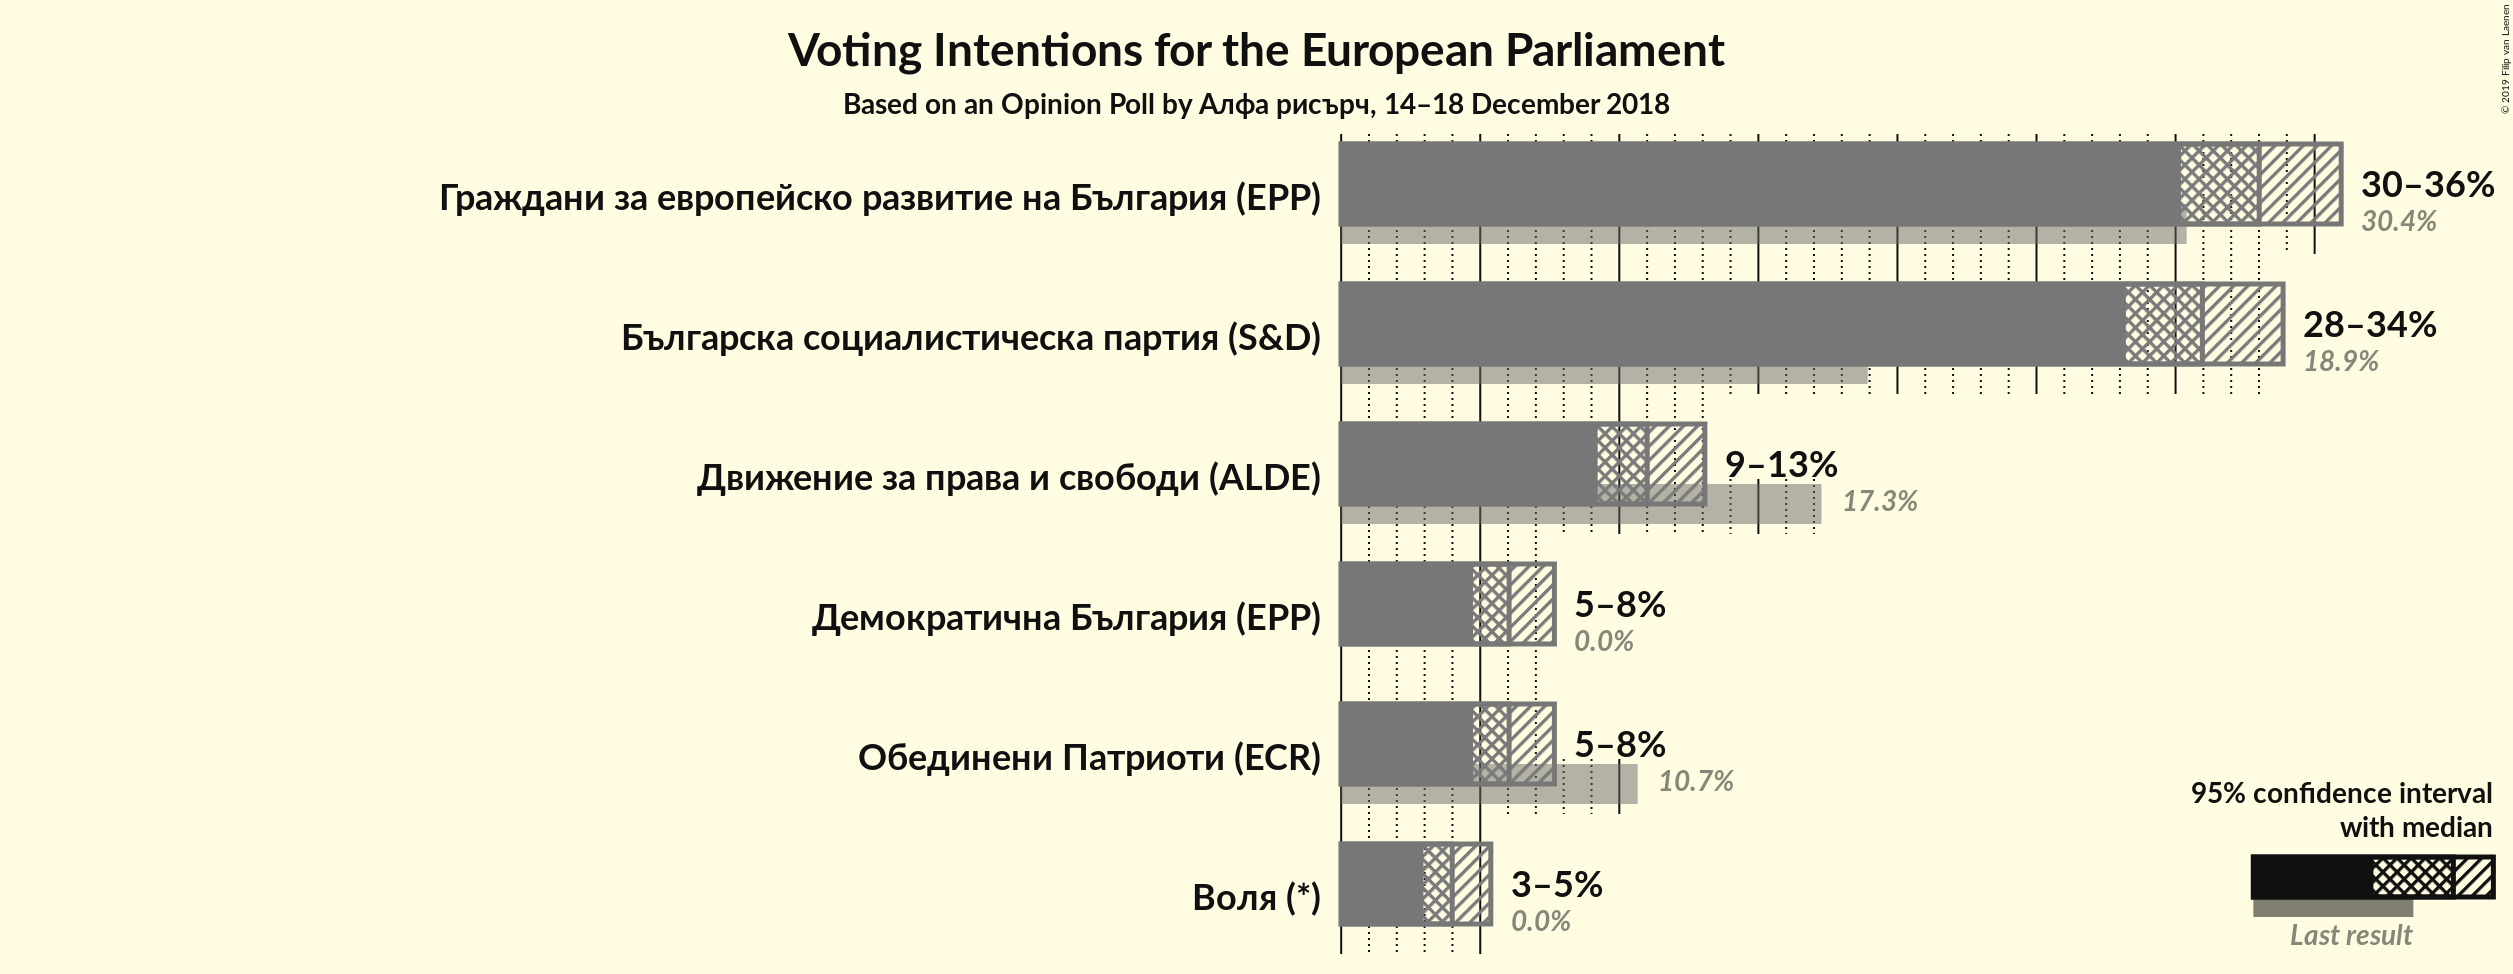 Voting Intentions for the European Parliament
Based on an Opinion Poll by Алфа рисърч, 14–18 December 2018
© 2019 Filip van Laenen
Граждани за европейско развитие на България (EPP)
30–36%
30.4%
Българска социалистическа партия (S&D)
28–34%
18.9%
Движение за права и свободи (ALDE)
9–13%
17.3%
Демократична България (EPP)
5–8%
0.0%
Обединени Патриоти (ECR)
5–8%
10.7%
Воля (*)
3–5%
0.0%
95% confidence interval
with median
Last result